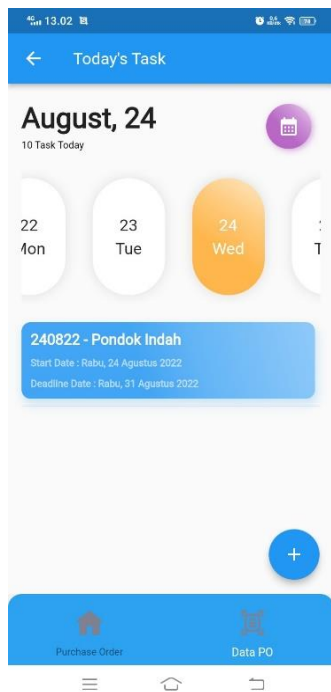 4G 13.02
Today's Task
August, 24
10 Task Today
22
Mon
23
Tue
24
Wed
T
240822 - Pondok Indah
Start Date : Rabu, 24 Agustus 2022
Deadline Date : Rabu, 31 Agustus 2022
+
Purchase Order
Data PO